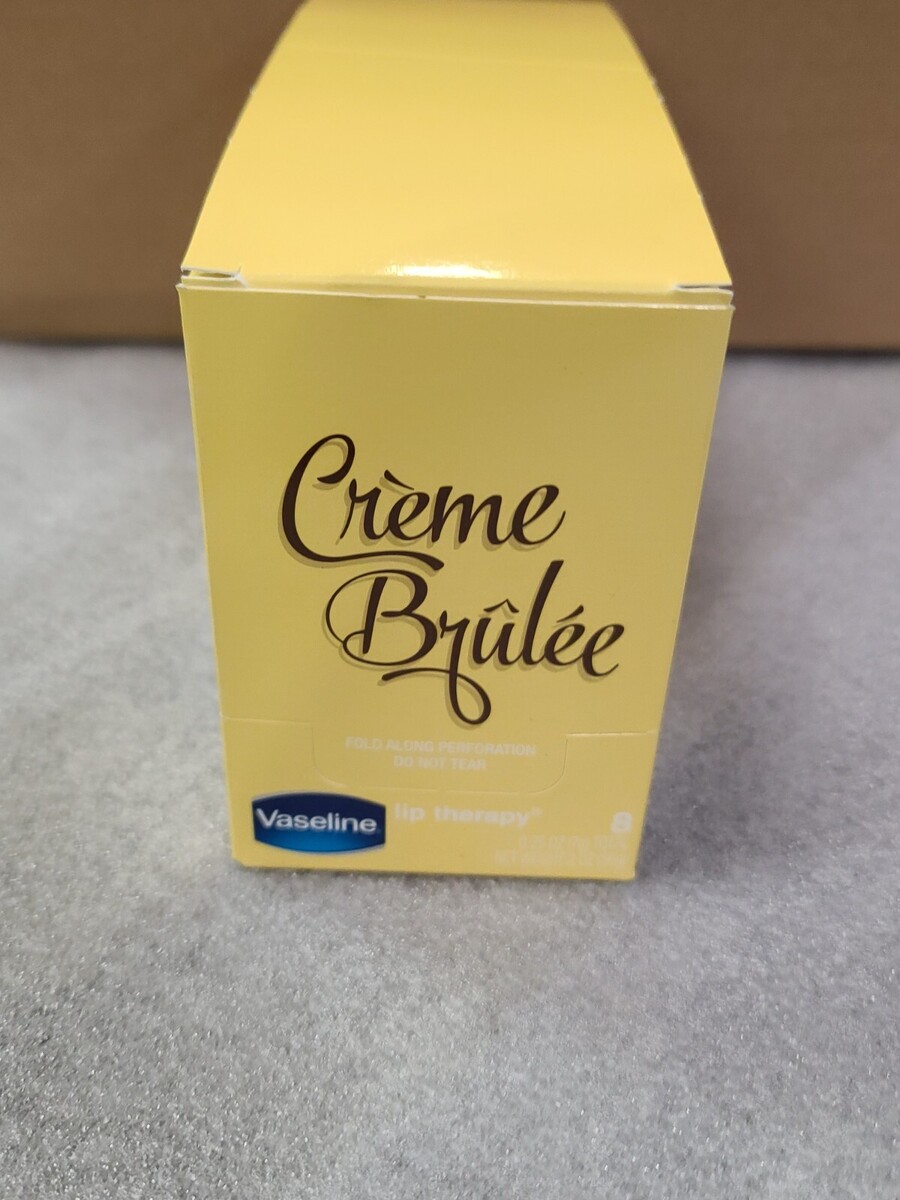 Crème
Brûlée
FOLD ALONG PERFORATION
DO NOT TEAR
Vaseline lip therapy®
8